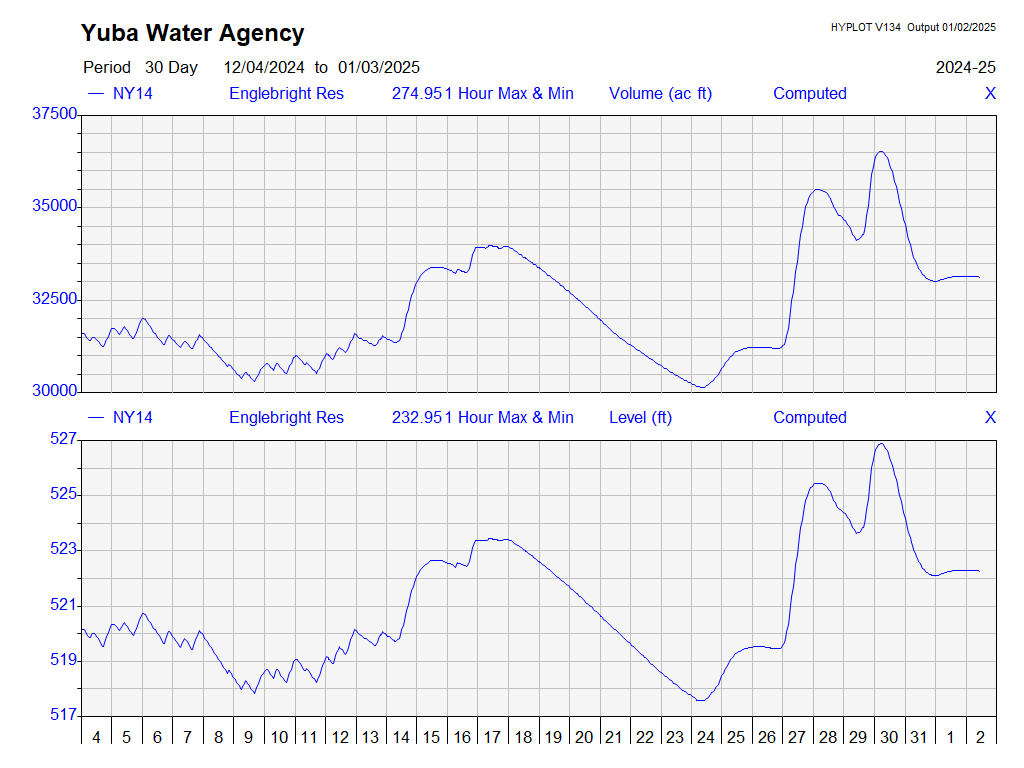 Yuba Water Agency
HYPLOT V134 Output 01/02/2025
Period 30 Day 12/04/2024 to 01/03/2025 2024-25
NY14 Englebright Res 274.951 Hour Max & Min Volume (ac ft) Computed X
37500
35000
32500
30000
NY14 Englebright Res 232.951 Hour Max & Min Level (ft) Computed X
527
525
523
521
519
517
4 5 6 7 8 9 10 11 12 13 14 15 16 17 18 19 20 21 22 23 24 25 26 27 28 29 30 31 1 2